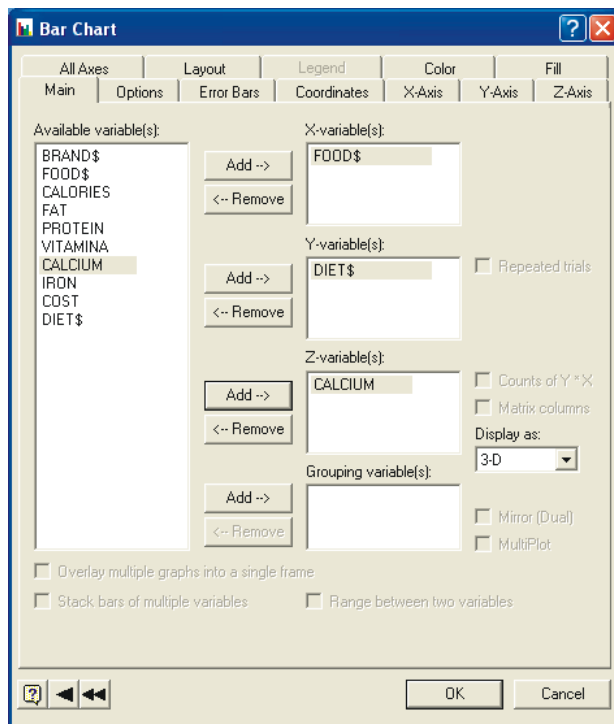 Bar Chart
All Axes Layout Legend Color Fill
Main Options Error Bars Coordinates X-Axis Y-Axis Z-Axis
Available variable(s):
BRAND$
FOOD$
CALORIES
FAT
PROTEIN
VITAMINA
CALCIUM
IRON
COST
DIET$
X-variable(s):
Add -->
FOOD$
<-- Remove
Y-variable(s):
Add -->
DIET$
Repeated trials
<-- Remove
Z-variable(s):
Add -->
CALCIUM
Counts of Y * X
Matrix columns
<-- Remove
Display as:
3-D
Grouping variable(s):
Add -->
<-- Remove
Mirror (Dual)
MultiPlot
Overlay multiple graphs into a single frame
Stack bars of multiple variables Range between two variables
OK Cancel